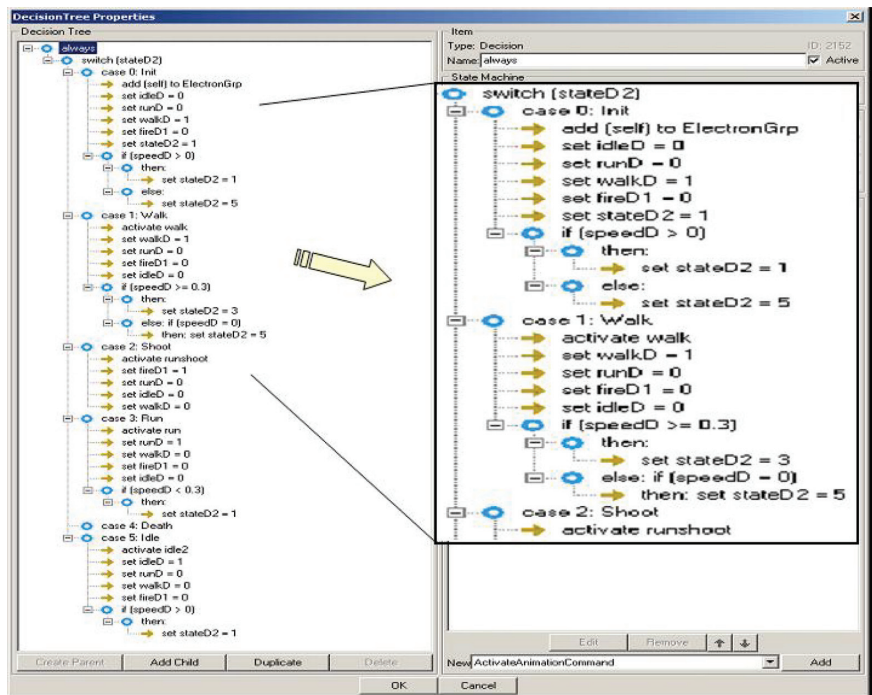 DecisionTree Properties
Decision Tree
always
switch (stateD2)
case 0: Init
add (self) to ElectronGrp
set idleD = 0
set runD = 0
set walkD = 1
set fireD1 = 0
set stateD2 = 1
if (speedD > 0)
then:
set stateD2 = 1
else:
set stateD2 = 5
case 1: Walk
activate walk
set walkD = 1
set runD = 0
set fireD1 = 0
set idleD = 0
if (speedD >= 0.3)
then:
set stateD2 = 3
else: if (speedD = 0)
then: set stateD2 = 5
case 2: Shoot
activate runshoot
set fireD1 = 1
set runD = 0
set idleD = 0
set walkD = 0
case 3: Run
activate run
set runD = 1
set walkD = 0
set fireD1 = 0
set idleD = 0
if (speedD < 0.3)
then:
set stateD2 = 1
case 4: Death
case 5: Idle
activate idle2
set idleD = 1
set runD = 0
set walkD = 0
set fireD1 = 0
if (speedD > 0)
then:
set stateD2 = 1
Create Parent Add Child Duplicate Delete
Item
Type: Decision ID: 2152
Name: always Active
State Machine
switch (stateD2)
case 0: Init
add (self) to ElectronGrp
set idleD = 0
set runD = 0
set walkD = 1
set fireD1 = 0
set stateD2 = 1
if (speedD > 0)
then:
set stateD2 = 1
else:
set stateD2 = 5
case 1: Walk
activate walk
set walkD = 1
set runD = 0
set fireD1 = 0
set idleD = 0
if (speedD >= 0.3)
then:
set stateD2 = 3
else: if (speedD = 0)
then: set stateD2 = 5
case 2: Shoot
activate runshoot
Edit Remove
New ActivateAnimationCommand Add
OK Cancel